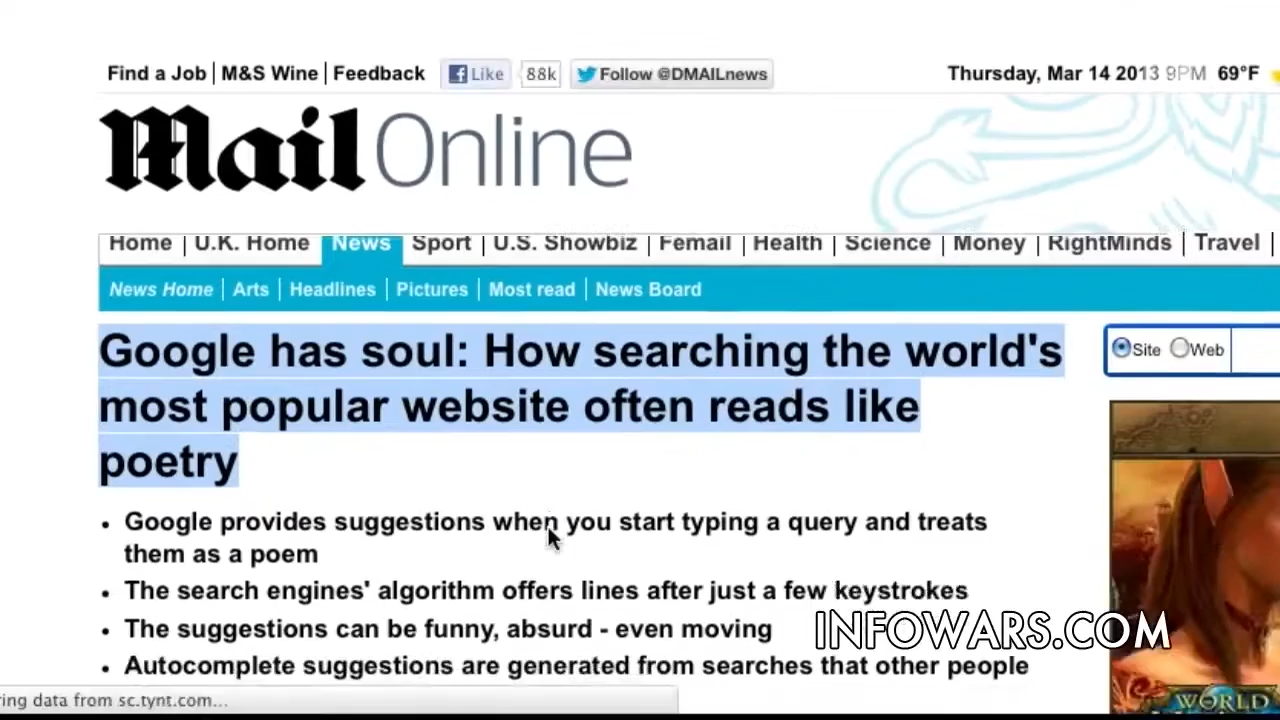 Find a Job | M&S Wine | Feedback Like 88k Follow @DMAILnews Thursday, Mar 14 2013 9PM 69°F
Mail Online
Home | U.K. Home News Sport | U.S. Showbiz | Femail | Health | Science | Money | RightMinds | Travel |
News Home | Arts | Headlines | Pictures | Most read | News Board
Google has soul: How searching the world's
most popular website often reads like
poetry
Site Web
• Google provides suggestions when you start typing a query and treats
them as a poem
• The search engines' algorithm offers lines after just a few keystrokes
• The suggestions can be funny, absurd - even moving
INFOWARS.COM
• Autocomplete suggestions are generated from searches that other people
ring data from sc.tynt.com...
WORLD